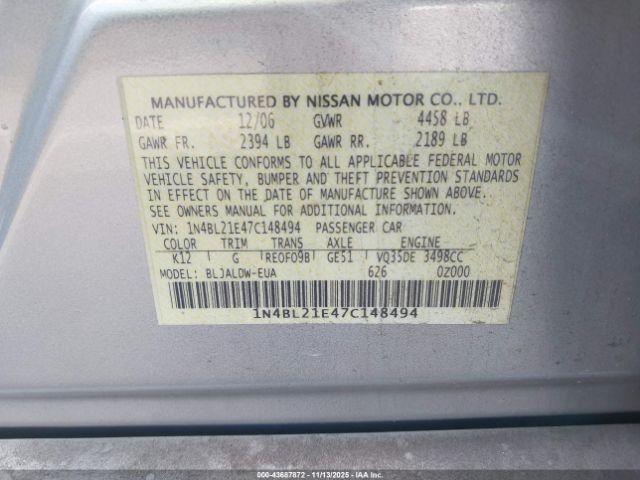 MANUFACTURED BY NISSAN MOTOR CO., LTD.
DATE 12/06 GVWR 4458 LB
GAWR FR. 2394 LB GAWR RR. 2189 LB
THIS VEHICLE CONFORMS TO ALL APPLICABLE FEDERAL MOTOR
VEHICLE SAFETY, BUMPER AND THEFT PREVENTION STANDARDS
IN EFFECT ON THE DATE OF MANUFACTURE SHOWN ABOVE.
SEE OWNERS MANUAL FOR ADDITIONAL INFORMATION.
VIN: 1N4BL21E47C148494 PASSENGER CAR
COLOR TRIM TRANS AXLE ENGINE
K12 G RE0F09B GE51 VQ35DE 3498CC
MODEL: BLJALDW-EUA 626 0Z000
1N4BL21E47C148494
000-43687872 - 11/13/2025 - IAA Inc.